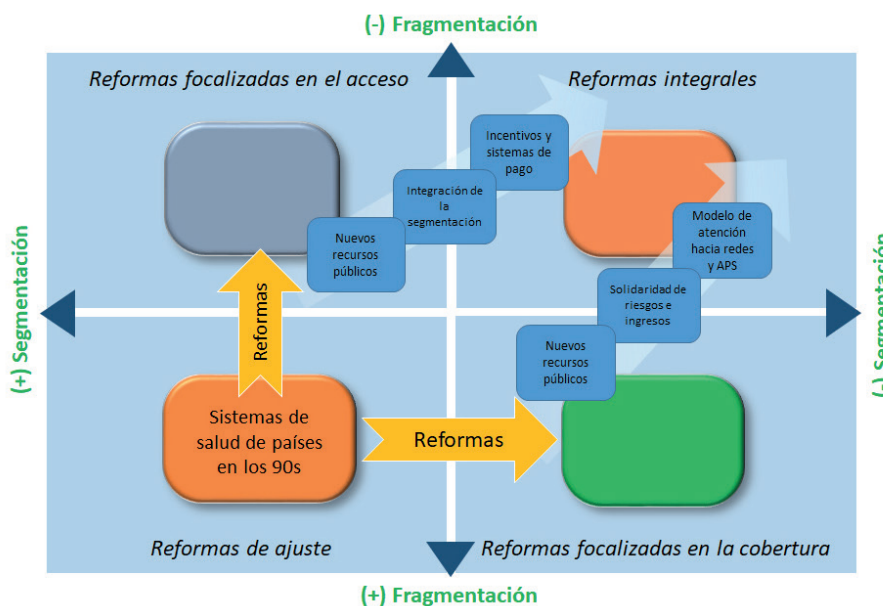 (-) Fragmentación
Reformas focalizadas en el acceso
Reformas integrales
Incentivos y
sistemas de
pago
Integración de
la
segmentación
Nuevos
recursos
públicos
Modelo de
atención
hacia redes
y APS
Solidaridad de
riesgos e
ingresos
Nuevos
recursos
públicos
(+) Segmentación
(-) Segmentación
Reformas
Sistemas de
salud de países
en los 90s
Reformas
Reformas de ajuste
Reformas focalizadas en la cobertura
(+) Fragmentación